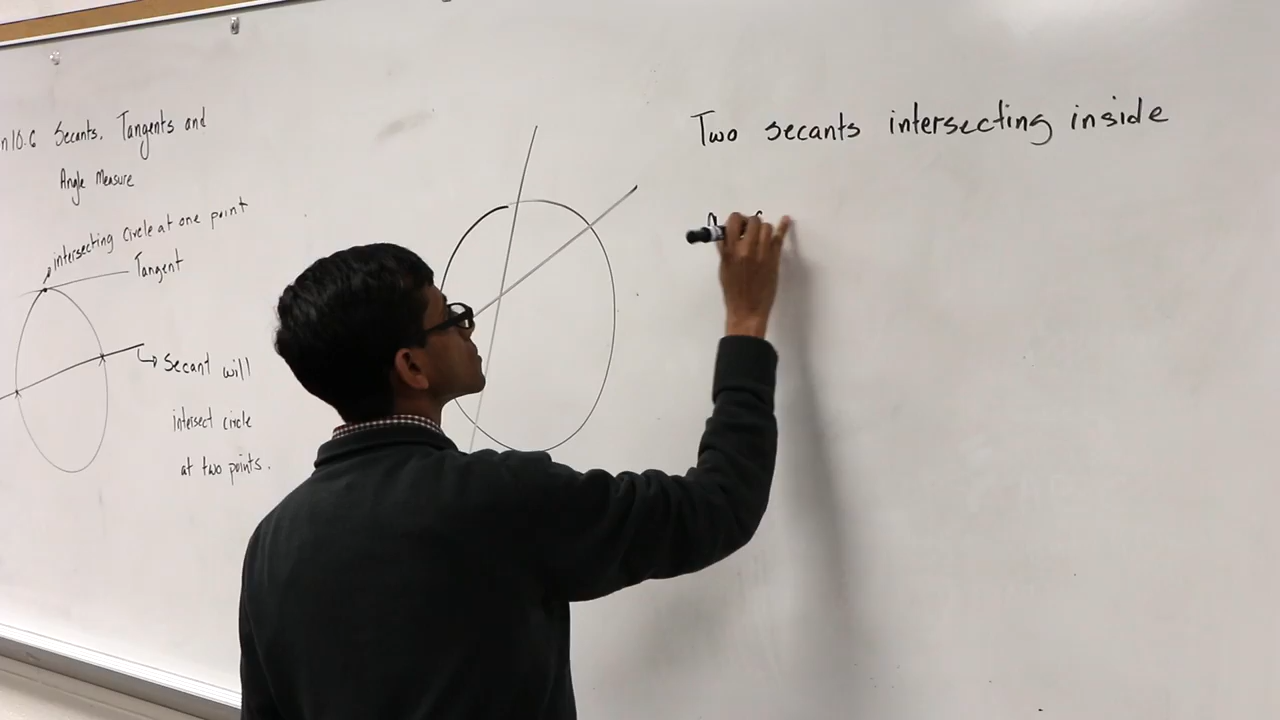 n 10.6 Secants, Tangents and
Angle Measure
intersecting circle at one point
Tangent
Secant will
intersect circle
at two points.
Two secants intersecting inside